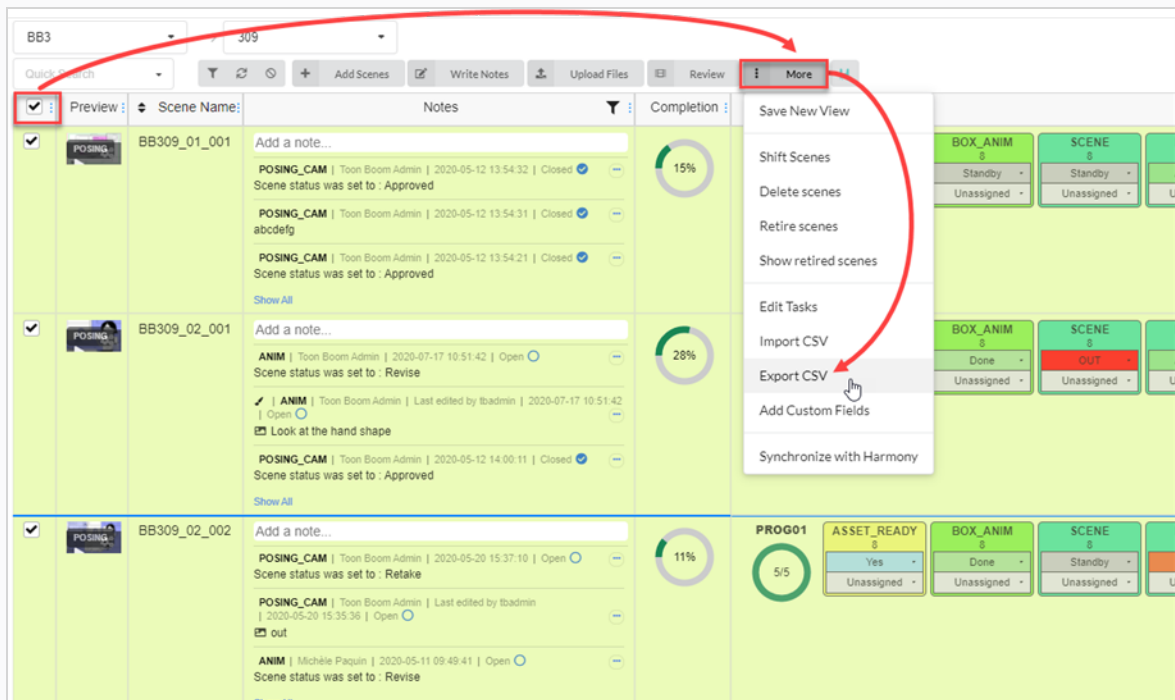 BB3
309
Quick Search
Add Scenes
Write Notes
Upload Files
Review
More
Preview
Scene Name
Notes
Completion
POSING
BB309_01_001
Add a note...
POSING_CAM | Toon Boom Admin | 2020-05-12 13:54:32 | Closed
Scene status was set to : Approved
POSING_CAM | Toon Boom Admin | 2020-05-12 13:54:31 | Closed
abcdefg
POSING_CAM | Toon Boom Admin | 2020-05-12 13:54:21 | Closed
Scene status was set to : Approved
Show All
15%
Save New View
Shift Scenes
Delete scenes
Retire scenes
Show retired scenes
Edit Tasks
Import CSV
Export CSV
Add Custom Fields
Synchronize with Harmony
BOX_ANIM
8
Standby
Unassigned
SCENE
8
Standby
Unassigned
U
POSING
BB309_02_001
Add a note...
ANIM | Toon Boom Admin | 2020-07-17 10:51:42 | Open
Scene status was set to : Revise
| ANIM | Toon Boom Admin | Last edited by tbadmin | 2020-07-17 10:51:42
| Open
Look at the hand shape
POSING_CAM | Toon Boom Admin | 2020-05-12 14:00:11 | Closed
Scene status was set to : Approved
Show All
28%
BOX_ANIM
8
Done
Unassigned
SCENE
8
OUT
Unassigned
U
POSING
BB309_02_002
Add a note...
POSING_CAM | Toon Boom Admin | 2020-05-20 15:37:10 | Open
Scene status was set to : Retake
POSING_CAM | Toon Boom Admin | Last edited by tbadmin
| 2020-05-20 15:35:36 | Open
out
ANIM | Michèle Paquin | 2020-05-11 09:49:41 | Open
Scene status was set to : Revise
11%
PROG01
5/5
ASSET_READY
8
Yes
Unassigned
BOX_ANIM
8
Done
Unassigned
SCENE
8
Standby
Unassigned
U